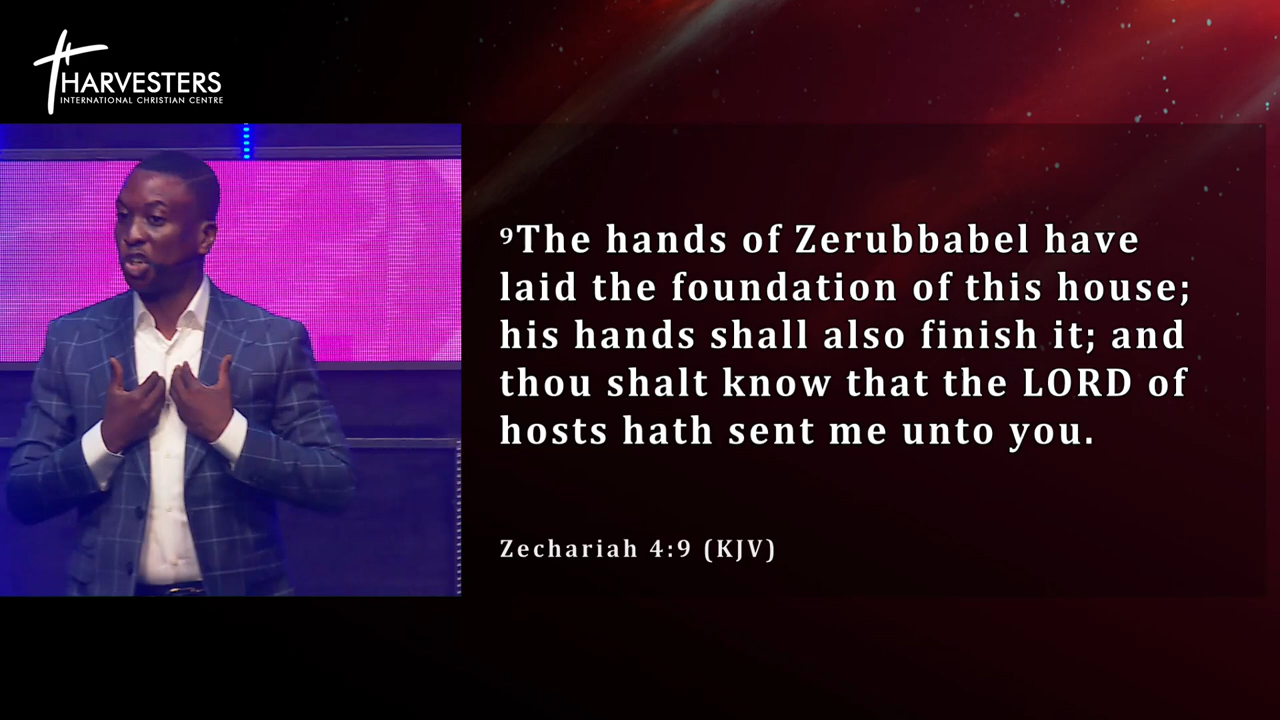 HARVESTERS
INTERNATIONAL CHRISTIAN CENTRE
⁹The hands of Zerubbabel have
laid the foundation of this house;
his hands shall also finish it; and
thou shalt know that the LORD of
hosts hath sent me unto you.
Zechariah 4:9 (KJV)